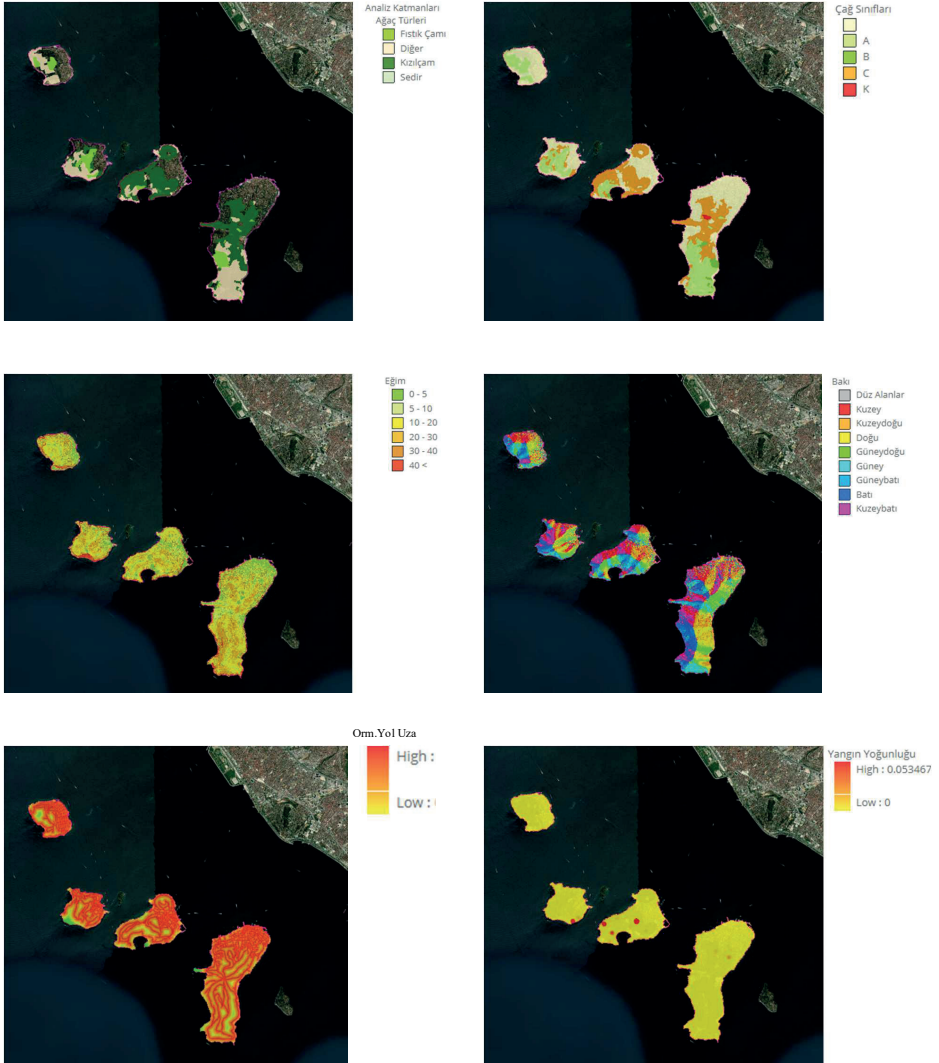 Analiz Katmanları
Ağaç Türleri
Fıstık Çamı
Diğer
Kızılçam
Sedir
Çağ Sınıfları
A
B
C
K
Eğim
0 - 5
5 - 10
10 - 20
20 - 30
30 - 40
40 <
Bakı
Düz Alanlar
Kuzey
Kuzeydoğu
Doğu
Güneydoğu
Güney
Güneybatı
Batı
Kuzeybatı
Orm.Yol Uza
High :
Low :
Yangın Yoğunluğu
High : 0.053467
Low : 0